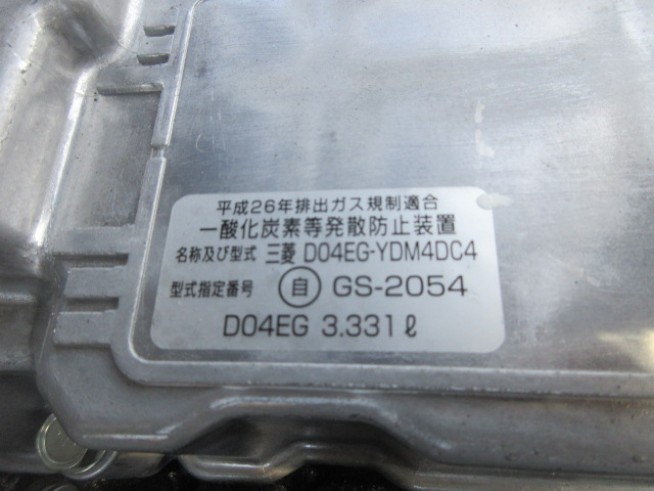 平成26年排出ガス規制適合
一酸化炭素等発散防止装置
名称及び型式 三菱 D04EG-YDM4DC4
型式指定番号 自 GS-2054
D04EG 3.331ℓ